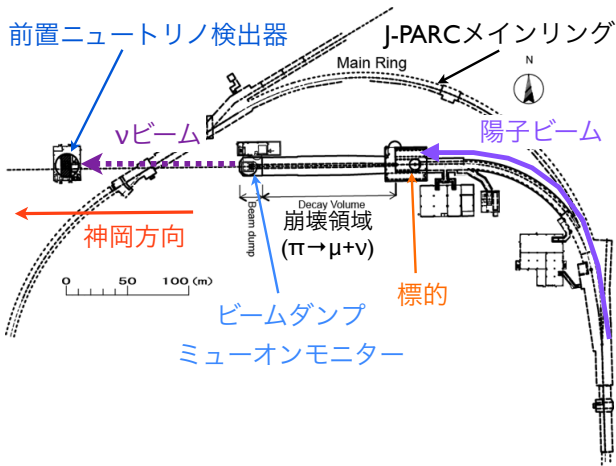 前置ニュートリノ検出器
J-PARCメインリング
Main Ring
N
νビーム
陽子ビーム
Beam dump
Decay Volume
崩壊領域
(π→μ+ν)
神岡方向
標的
0 50 100 (m)
ビームダンプ
ミューオンモニター